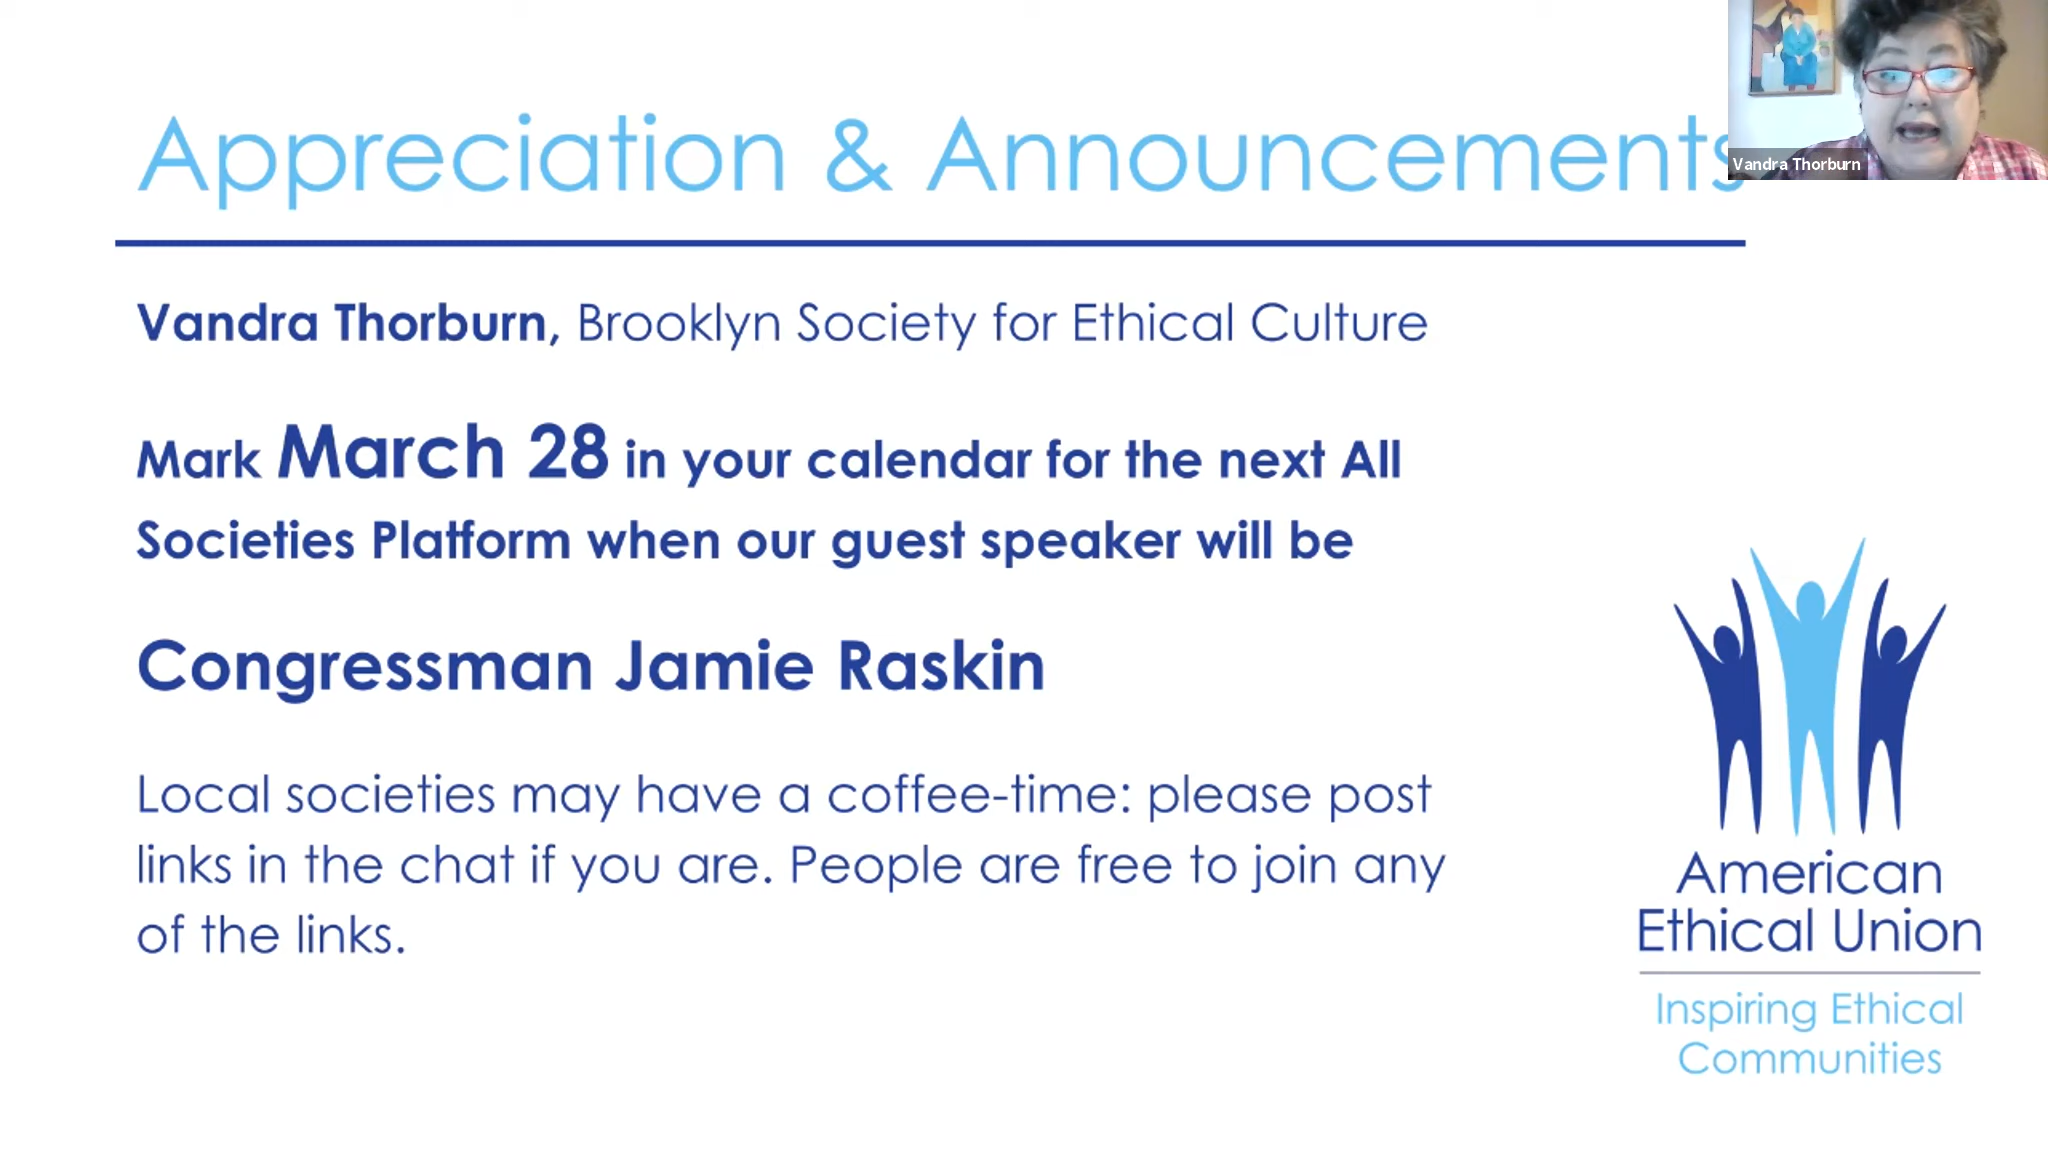 Appreciation & Announcements
Vandra Thorburn
Vandra Thorburn, Brooklyn Society for Ethical Culture
Mark March 28 in your calendar for the next All
Societies Platform when our guest speaker will be
Congressman Jamie Raskin
Local societies may have a coffee-time: please post
links in the chat if you are. People are free to join any
of the links.
American
Ethical Union
Inspiring Ethical
Communities